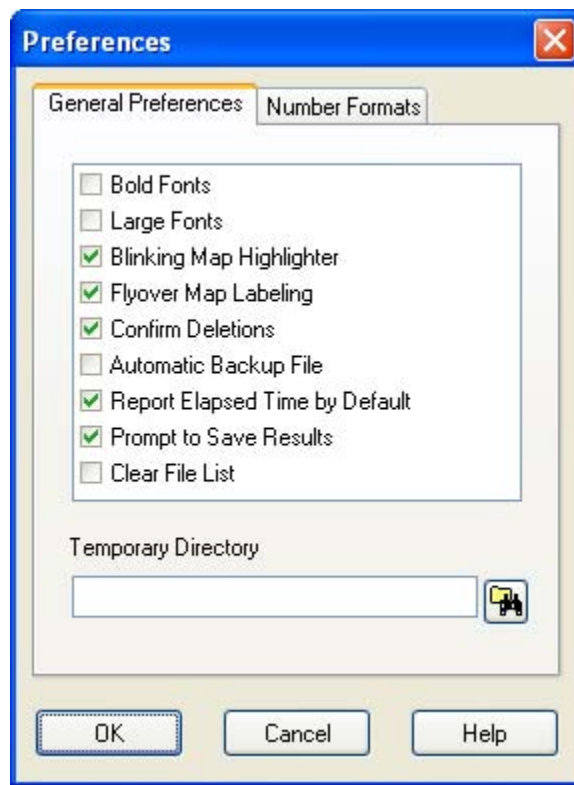 Preferences
General Preferences
Number Formats
Bold Fonts
Large Fonts
Blinking Map Highlighter
Flyover Map Labeling
Confirm Deletions
Automatic Backup File
Report Elapsed Time by Default
Prompt to Save Results
Clear File List
Temporary Directory
OK
Cancel
Help